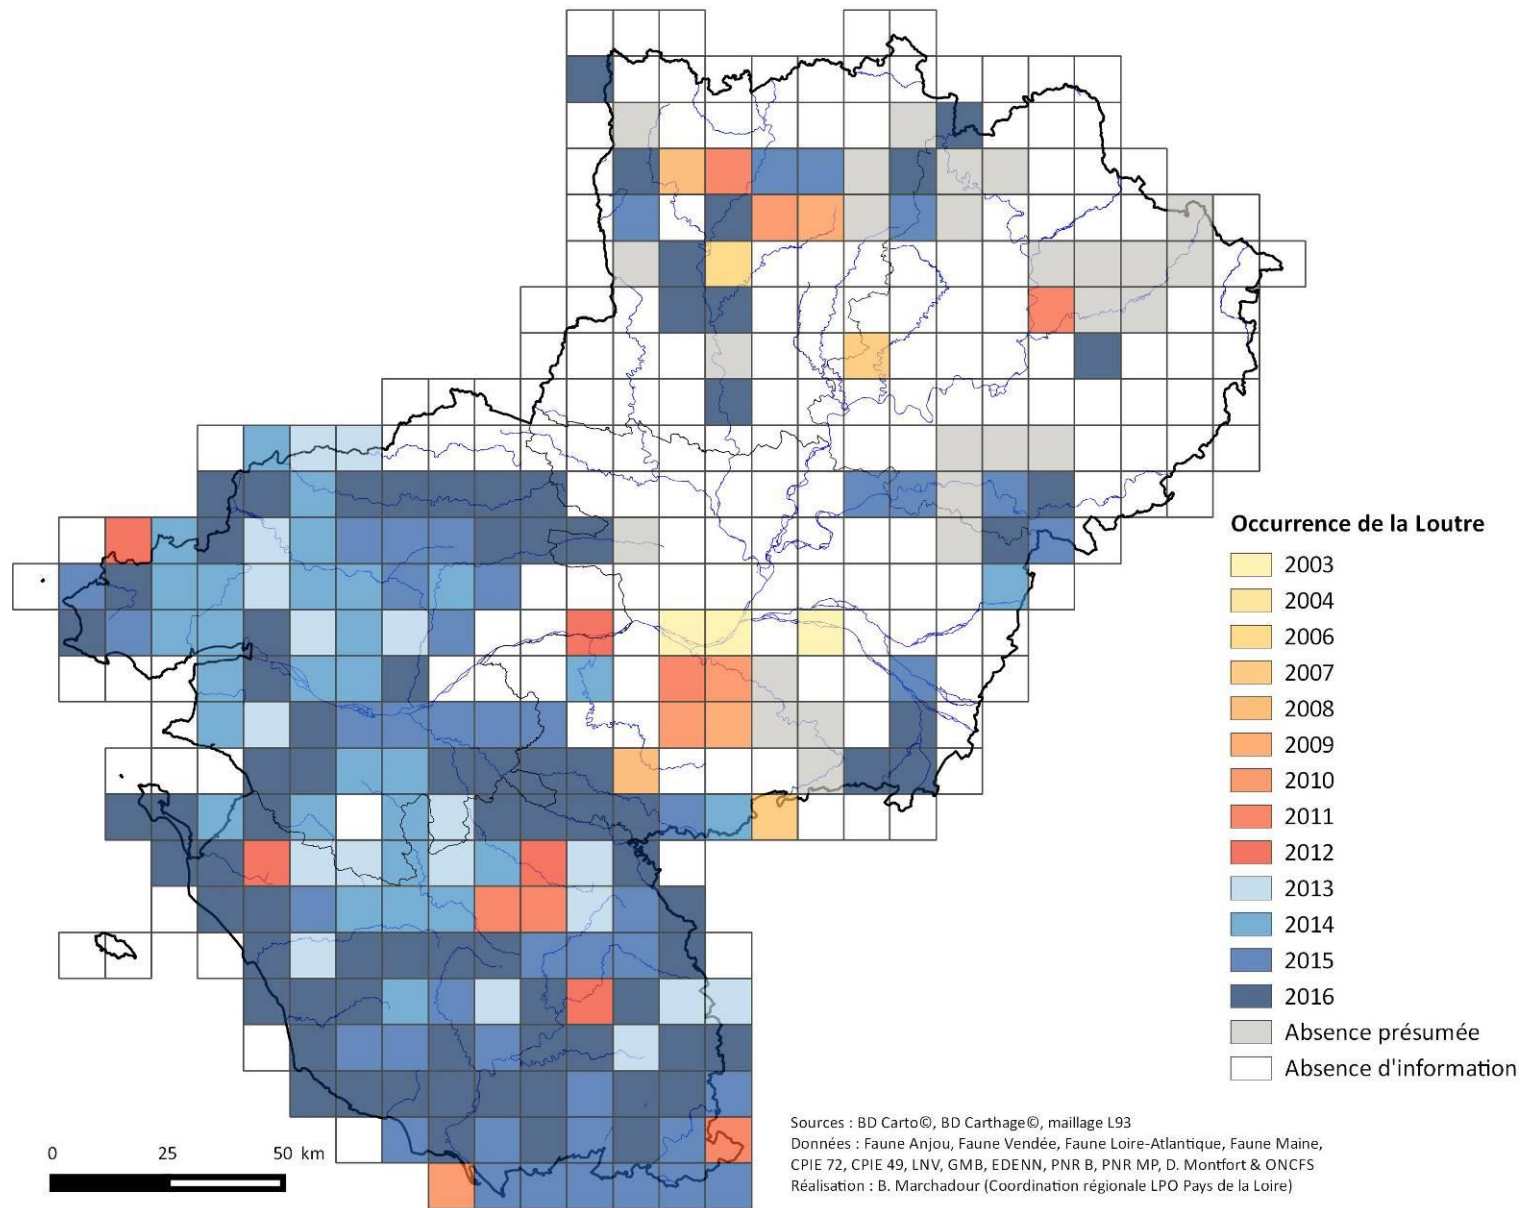 Occurrence de la Loutre
2003
2004
2006
2007
2008
2009
2010
2011
2012
2013
2014
2015
2016
Absence présumée
Absence d'information
0 25 50 km
Sources : BD Carto©, BD Carthage©, maillage L93
Données : Faune Anjou, Faune Vendée, Faune Loire-Atlantique, Faune Maine,
CPIE 72, CPIE 49, LNV, GMB, EDENN, PNR B, PNR MP, D. Montfort & ONCFS
Réalisation : B. Marchadour (Coordination régionale LPO Pays de la Loire)